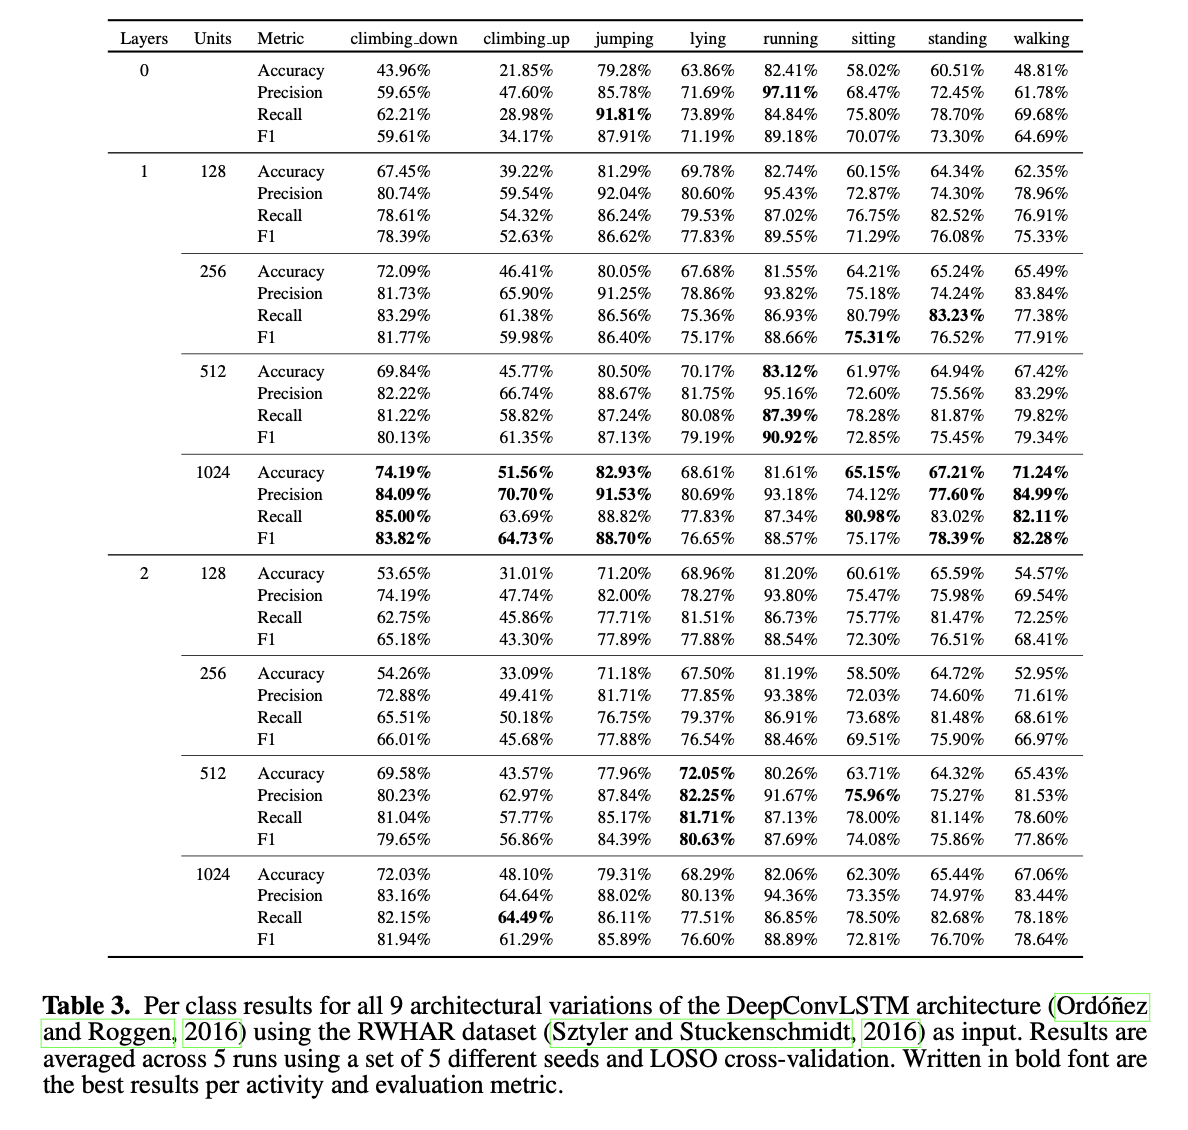 Layers Units Metric climbing_down climbing_up jumping lying running sitting standing walking
0 Accuracy 43.96% 21.85% 79.28% 63.86% 82.41% 58.02% 60.51% 48.81%
Precision 59.65% 47.60% 85.78% 71.69% 97.11% 68.47% 72.45% 61.78%
Recall 62.21% 28.98% 91.81% 73.89% 84.84% 75.80% 78.70% 69.68%
F1 59.61% 34.17% 87.91% 71.19% 89.18% 70.07% 73.30% 64.69%
1 128 Accuracy 67.45% 39.22% 81.29% 69.78% 82.74% 60.15% 64.34% 62.35%
Precision 80.74% 59.54% 92.04% 80.60% 95.43% 72.87% 74.30% 78.96%
Recall 78.61% 54.32% 86.24% 79.53% 87.02% 76.75% 82.52% 76.91%
F1 78.39% 52.63% 86.62% 77.83% 89.55% 71.29% 76.08% 75.33%
256 Accuracy 72.09% 46.41% 80.05% 67.68% 81.55% 64.21% 65.24% 65.49%
Precision 81.73% 65.90% 91.25% 78.86% 93.82% 75.18% 74.24% 83.84%
Recall 83.29% 61.38% 86.56% 75.36% 86.93% 80.79% 83.23% 77.38%
F1 81.77% 59.98% 86.40% 75.17% 88.66% 75.31% 76.52% 77.91%
512 Accuracy 69.84% 45.77% 80.50% 70.17% 83.12% 61.97% 64.94% 67.42%
Precision 82.22% 66.74% 88.67% 81.75% 95.16% 72.60% 75.56% 83.29%
Recall 81.22% 58.82% 87.24% 80.08% 87.39% 78.28% 81.87% 79.82%
F1 80.13% 61.35% 87.13% 79.19% 90.92% 72.85% 75.45% 79.34%
1024 Accuracy 74.19% 51.56% 82.93% 68.61% 81.61% 65.15% 67.21% 71.24%
Precision 84.09% 70.70% 91.53% 80.69% 93.18% 74.12% 77.60% 84.99%
Recall 85.00% 63.69% 88.82% 77.83% 87.34% 80.98% 83.02% 82.11%
F1 83.82% 64.73% 88.70% 76.65% 88.57% 75.17% 78.39% 82.28%
2 128 Accuracy 53.65% 31.01% 71.20% 68.96% 81.20% 60.61% 65.59% 54.57%
Precision 74.19% 47.74% 82.00% 78.27% 93.80% 75.47% 75.98% 69.54%
Recall 62.75% 45.86% 77.71% 81.51% 86.73% 75.77% 81.47% 72.25%
F1 65.18% 43.30% 77.89% 77.88% 88.54% 72.30% 76.51% 68.41%
256 Accuracy 54.26% 33.09% 71.18% 67.50% 81.19% 58.50% 64.72% 52.95%
Precision 72.88% 49.41% 81.71% 77.85% 93.38% 72.03% 74.60% 71.61%
Recall 65.51% 50.18% 76.75% 79.37% 86.91% 73.68% 81.48% 68.61%
F1 66.01% 45.68% 77.88% 76.54% 88.46% 69.51% 75.90% 66.97%
512 Accuracy 69.58% 43.57% 77.96% 72.05% 80.26% 63.71% 64.32% 65.43%
Precision 80.23% 62.97% 87.84% 82.25% 91.67% 75.96% 75.27% 81.53%
Recall 81.04% 57.77% 85.17% 81.71% 87.13% 78.00% 81.14% 78.60%
F1 79.65% 56.86% 84.39% 80.63% 87.69% 74.08% 75.86% 77.86%
1024 Accuracy 72.03% 48.10% 79.31% 68.29% 82.06% 62.30% 65.44% 67.06%
Precision 83.16% 64.64% 88.02% 80.13% 94.36% 73.35% 74.97% 83.44%
Recall 82.15% 64.49% 86.11% 77.51% 86.85% 78.50% 82.68% 78.18%
F1 81.94% 61.29% 85.89% 76.60% 88.89% 72.81% 76.70% 78.64%
Table 3. Per class results for all 9 architectural variations of the DeepConvLSTM architecture (Ordóñez
and Roggen, 2016) using the RWHAR dataset (Sztyler and Stuckenschmidt, 2016) as input. Results are
averaged across 5 runs using a set of 5 different seeds and LOSO cross-validation. Written in bold font are
the best results per activity and evaluation metric.